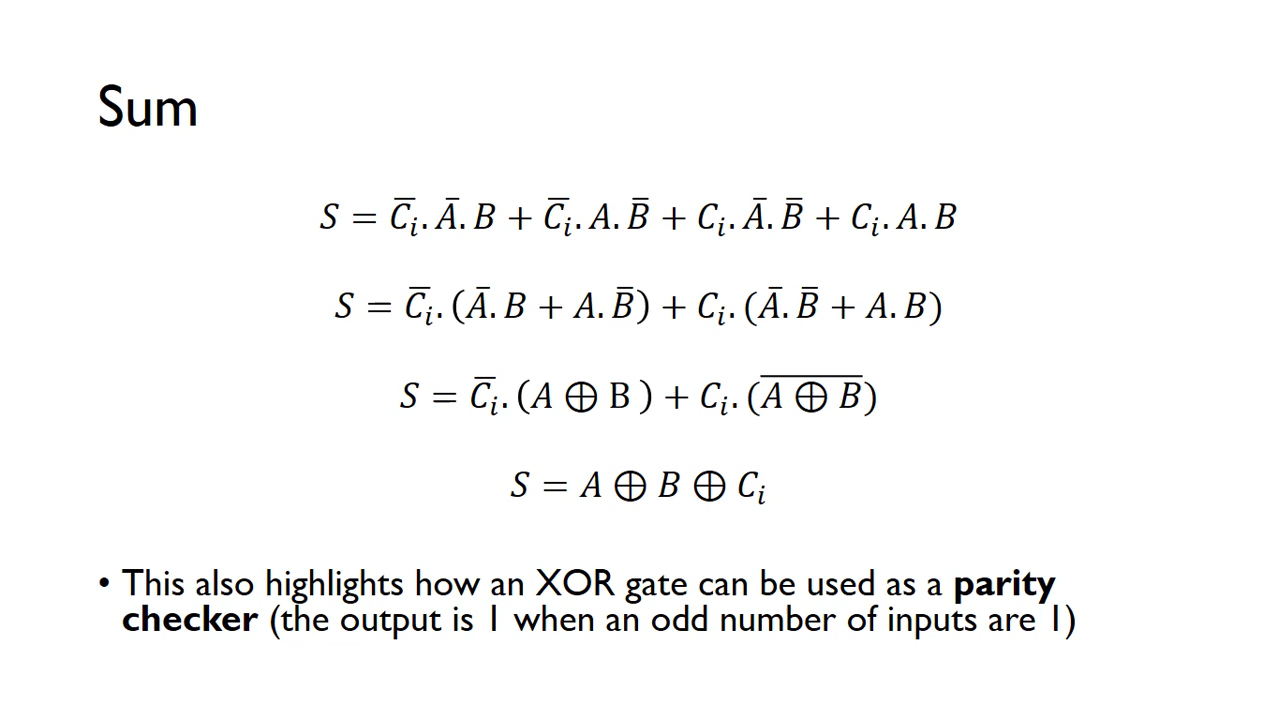 Sum
S = C̅ᵢ. A̅. B + C̅ᵢ. A. B̅ + Cᵢ. A̅. B̅ + Cᵢ. A. B
S = C̅ᵢ. (A̅. B + A. B̅) + Cᵢ. (A̅. B̅ + A. B)
S = C̅ᵢ. (A ⊕ B ) + Cᵢ. (A̅ ̅⊕̅ ̅B̅)
S = A ⊕ B ⊕ Cᵢ
• This also highlights how an XOR gate can be used as a parity
checker (the output is 1 when an odd number of inputs are 1)